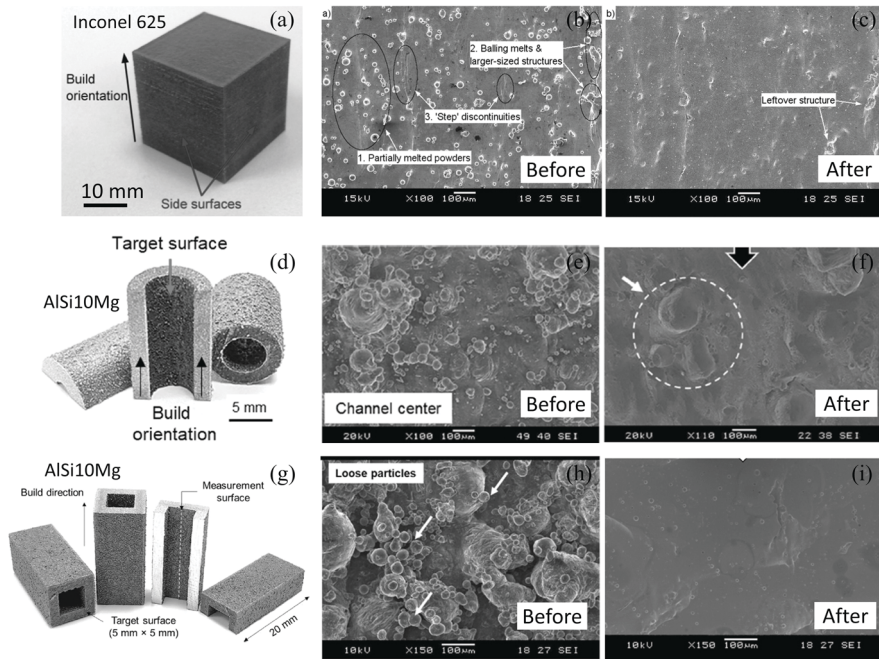 Inconel 625
(a)
Build
orientation
10 mm
Side surfaces
a)
(b)
2. Balling melts &
larger-sized structures
3. 'Step' discontinuities
1. Partially melted powders
Before
15kV X100 100μm 18 25 SEI
b)
(c)
Leftover structure
After
15kV X100 100μm 18 25 SEI
Target surface
(d)
AlSi10Mg
Build
orientation
5 mm
(e)
Channel center
Before
20kV X100 100μm 49 40 SEI
(f)
After
20kV X110 100μm 22 38 SEI
AlSi10Mg
(g)
Build direction
Measurement
surface
Target surface
(5 mm × 5 mm)
20 mm
Loose particles
(h)
Before
10kV X150 100μm 18 27 SEI
(i)
After
10kV X150 100μm 18 27 SEI